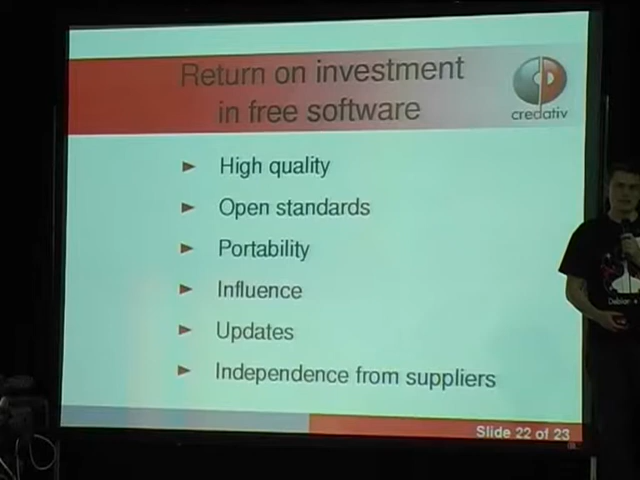 Return on investment
in free software
credativ
High quality
Open standards
Portability
Influence
Updates
Independence from suppliers
Slide 22 of 23
Debian